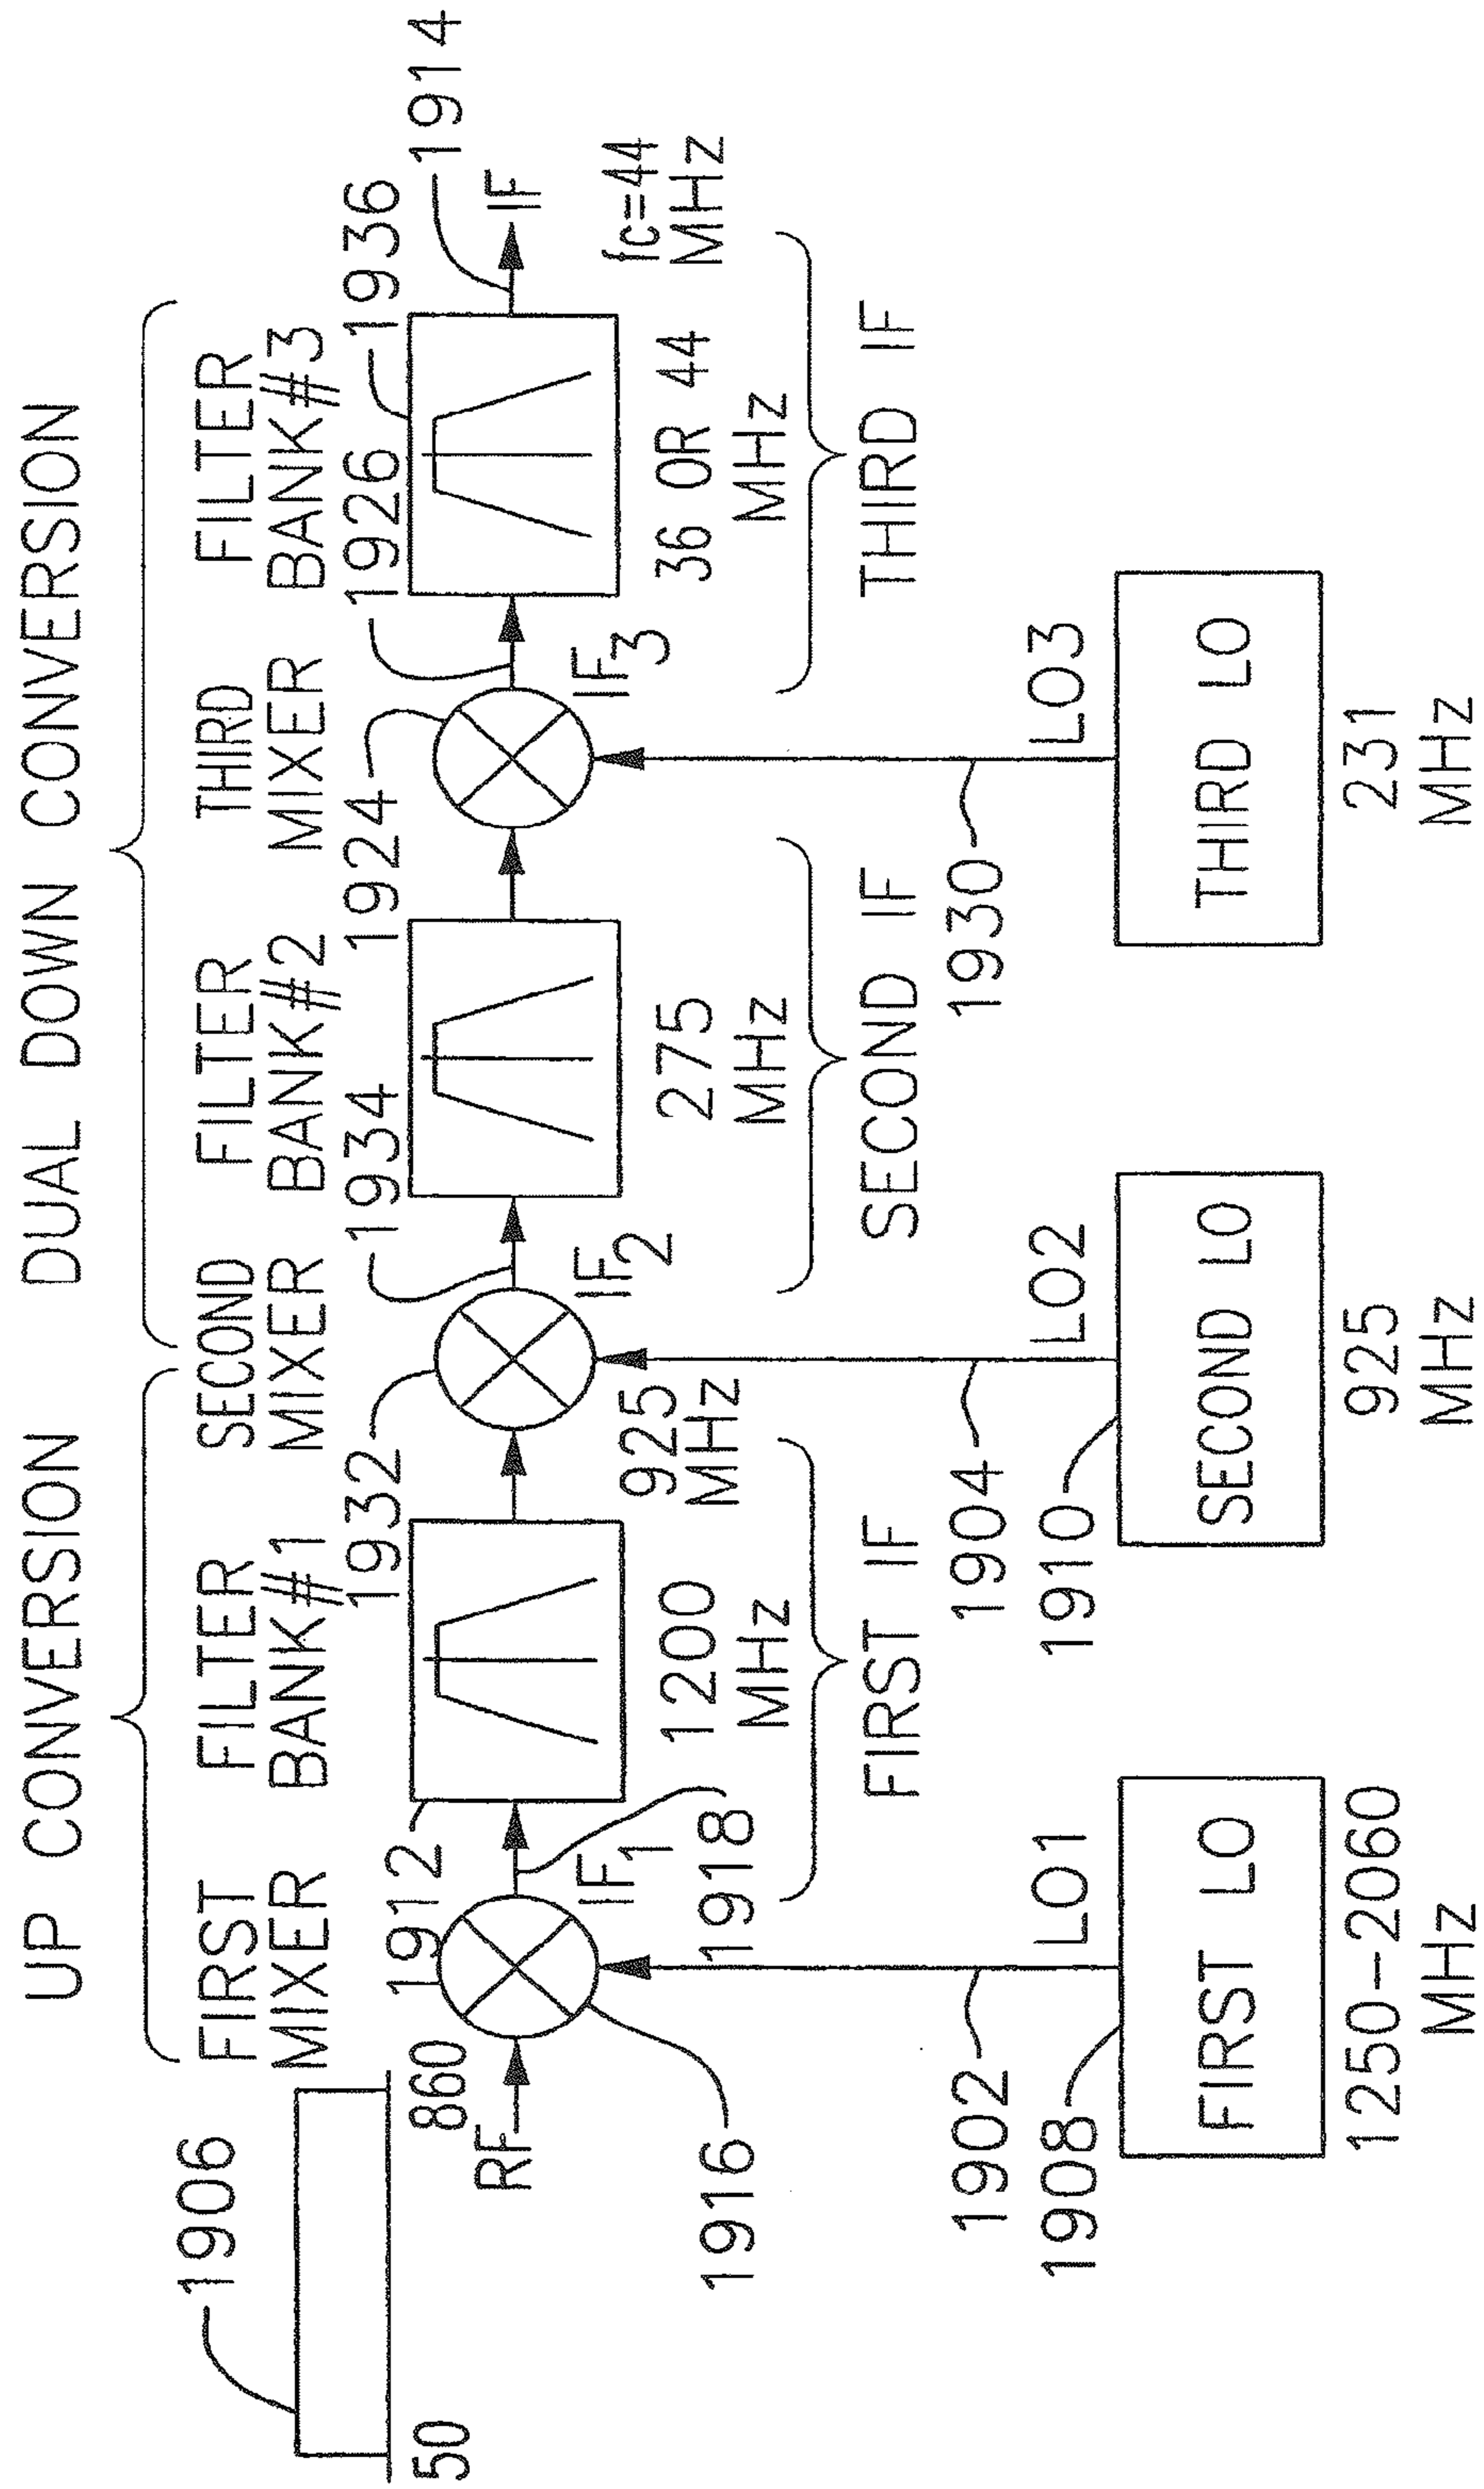 UP CONVERSION
DUAL DOWN CONVERSION
1906
50
860
FIRST
MIXER
FILTER
BANK#1
SECOND
MIXER
FILTER
BANK#2
THIRD
MIXER
FILTER
BANK#3
1912
1932
1934
1924
1926
1936
1914
RF
IF1
IF2
IF3
IF
1916
1918
1200
MHz
925
MHz
275
MHz
36 OR 44
MHz
fc=44
MHz
FIRST IF
SECOND IF
THIRD IF
1902
1908
LO1
1904
1910
LO2
1930
LO3
FIRST LO
SECOND LO
THIRD LO
1250-2060
MHz
925
MHz
231
MHz